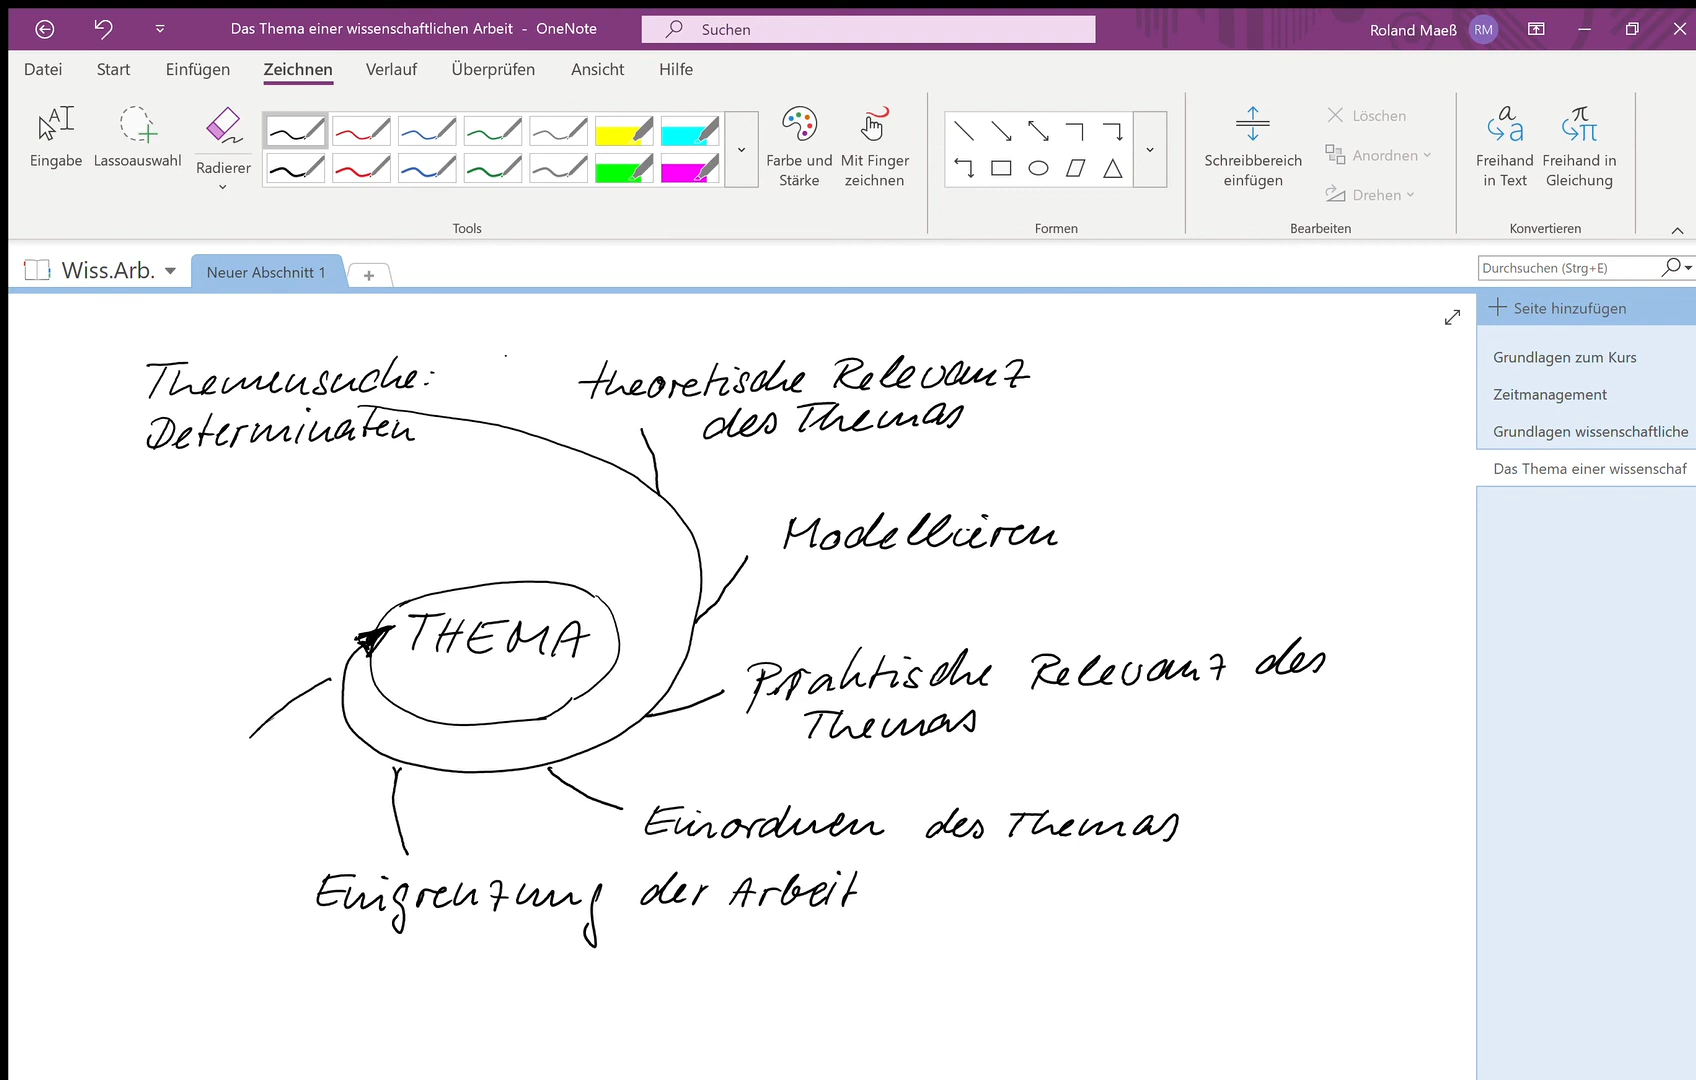 Das Thema einer wissenschaftlichen Arbeit - OneNote
Suchen
Roland Maeß
RM
Datei Start Einfügen Zeichnen Verlauf Überprüfen Ansicht Hilfe
Eingabe
Lassoauswahl
Radierer
Farbe und
Stärke
Mit Finger
zeichnen
Tools
Formen
Schreibbereich
einfügen
Löschen
Anordnen
Drehen
Bearbeiten
Freihand
in Text
Freihand in
Gleichung
Konvertieren
Wiss.Arb.
Neuer Abschnitt 1
Durchsuchen (Strg+E)
Seite hinzufügen
Grundlagen zum Kurs
Zeitmanagement
Grundlagen wissenschaftliche
Das Thema einer wissenschaf
Themensuche:
Determinaten
theoretische Relevanz
des Themas
Modellieren
THEMA
Praktische Relevanz des
Themas
Einordnen des Themas
Eingrenzung der Arbeit